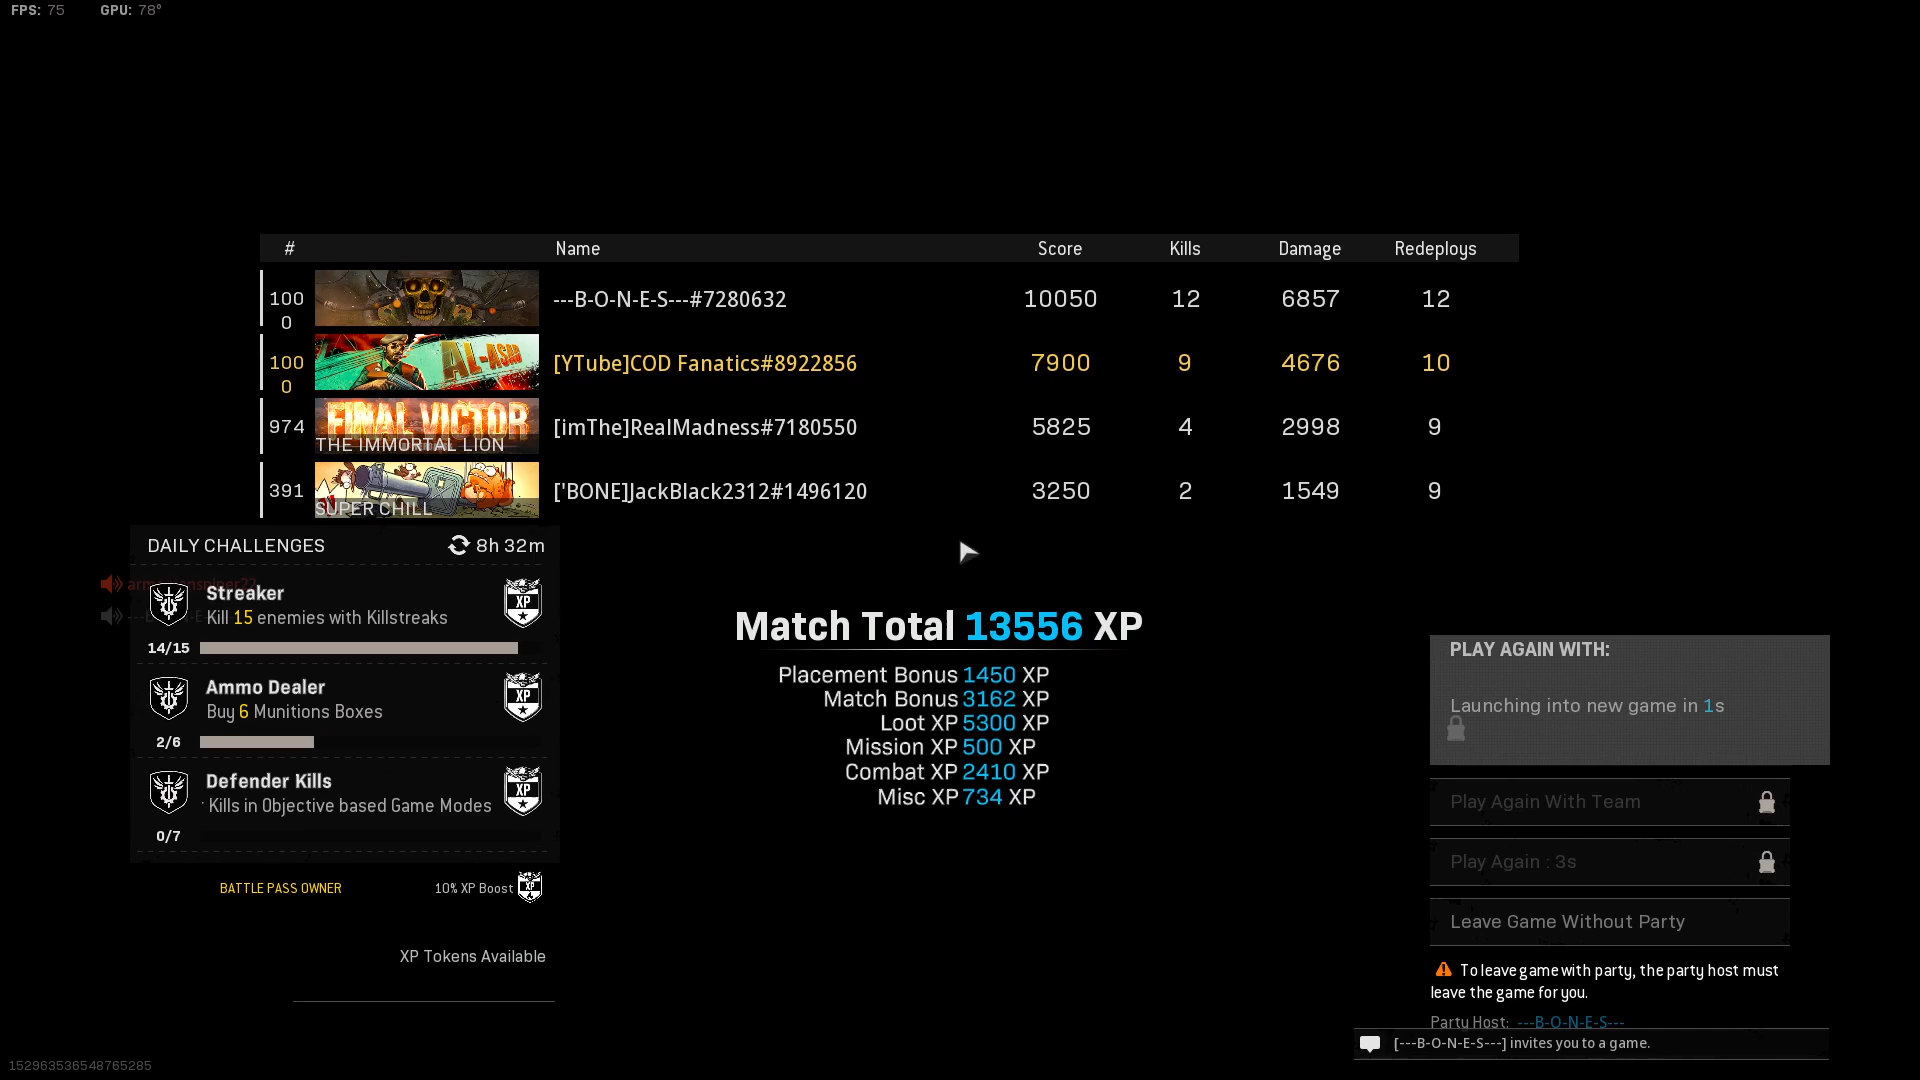 FPS: 75 GPU: 78°
# Name Score Kills Damage Redeploys
1000 ---B-O-N-E-S---#7280632 10050 12 6857 12
1000 AL-ASAD [YTube]COD Fanatics#8922856 7900 9 4676 10
FINAL VICTOR
974 THE IMMORTAL LION [imThe]RealMadness#7180550 5825 4 2998 9
391 SUPER CHILL ['BONE]JackBlack2312#1496120 3250 2 1549 9
DAILY CHALLENGES 8h 32m
Streaker
Kill 15 enemies with Killstreaks
XP
14/15
Ammo Dealer
Buy 6 Munitions Boxes
XP
2/6
Defender Kills
Kills in Objective based Game Modes
XP
0/7
BATTLE PASS OWNER 10% XP Boost XP
XP Tokens Available
Match Total 13556 XP
Placement Bonus 1450 XP
Match Bonus 3162 XP
Loot XP 5300 XP
Mission XP 500 XP
Combat XP 2410 XP
Misc XP 734 XP
PLAY AGAIN WITH:
Launching into new game in 1s
Play Again With Team
Play Again : 3s
Leave Game Without Party
To leave game with party, the party host must
leave the game for you.
Party Host: ---B-O-N-E-S---
[---B-O-N-E-S---] invites you to a game.
152963536548765285